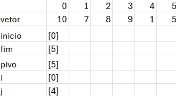 0 1 2 3 4 5
vetor 10 7 8 9 1 5
inicio [0]
fim [5]
pivo [5]
i [0]
j [4]